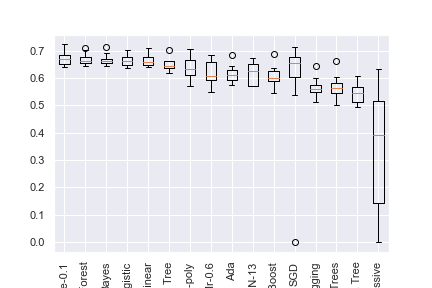 0.7
0.6
0.5
0.4
0.3
0.2
0.1
0.0
e-0.1
orest
layes
gistic
inear
Tree
-poly
lr-0.6
Ada
N-13
Boost
SGD
gging
Trees
Tree
ssive